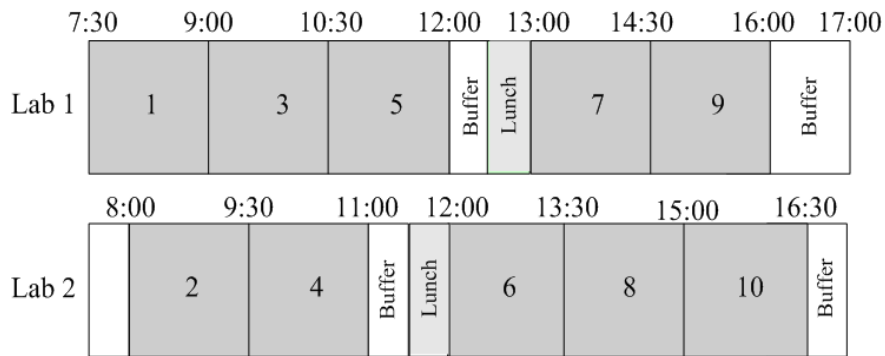 7:30 9:00 10:30 12:00 13:00 14:30 16:00 17:00
Lab 1 1 3 5 Buffer Lunch 7 9 Buffer
8:00 9:30 11:00 12:00 13:30 15:00 16:30
Lab 2 2 4 Buffer Lunch 6 8 10 Buffer